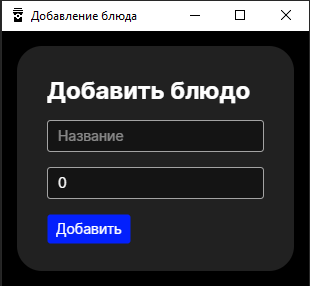 Добавление блюда
Добавить блюдо
Название
0
Добавить